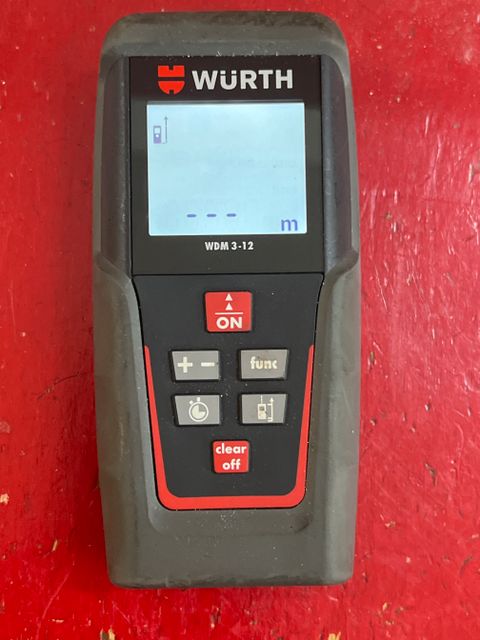 WÜRTH
- - - m
WDM 3-12
ON
+ - func
clear
off